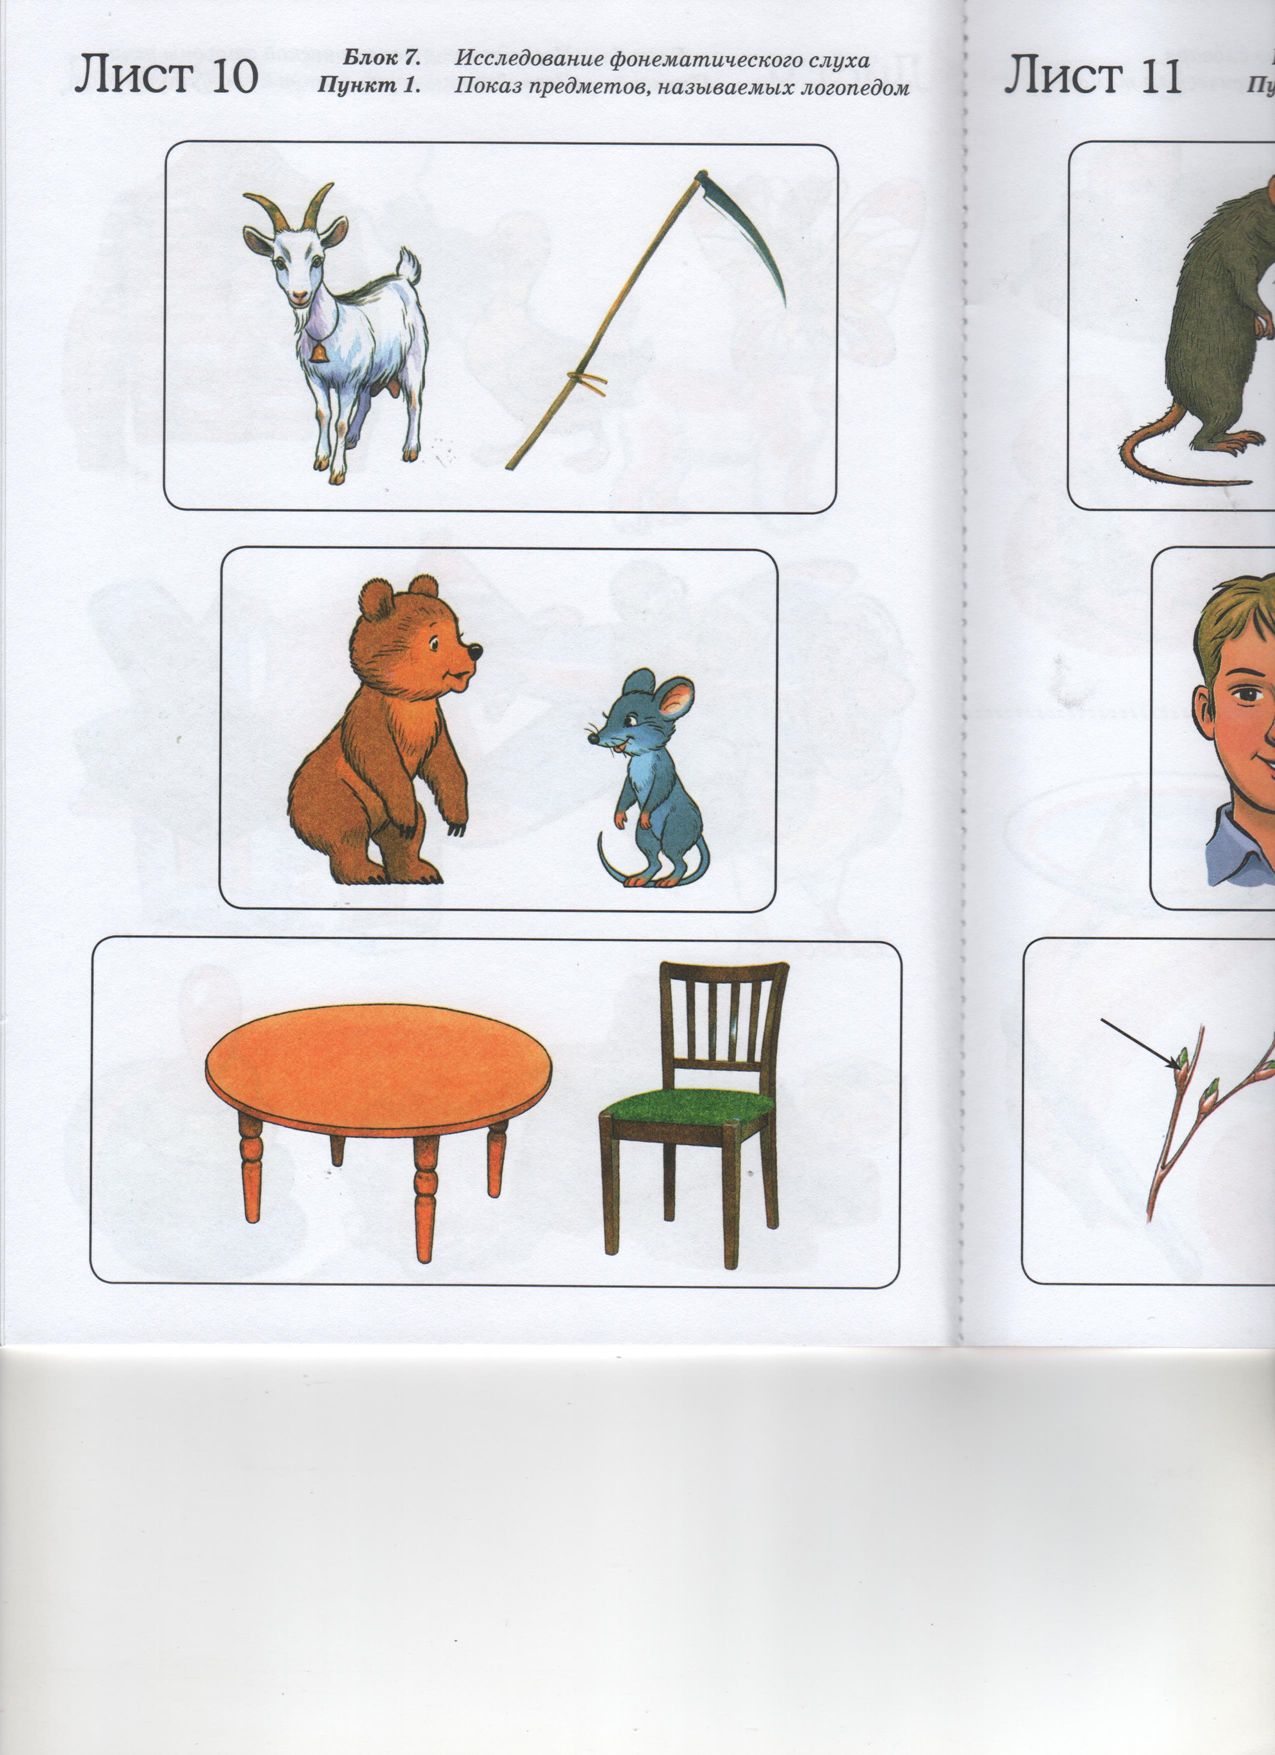 Лист 10
Блок 7. Исследование фонематического слуха
Пункт 1. Показ предметов, называемых логопедом
Лист 11